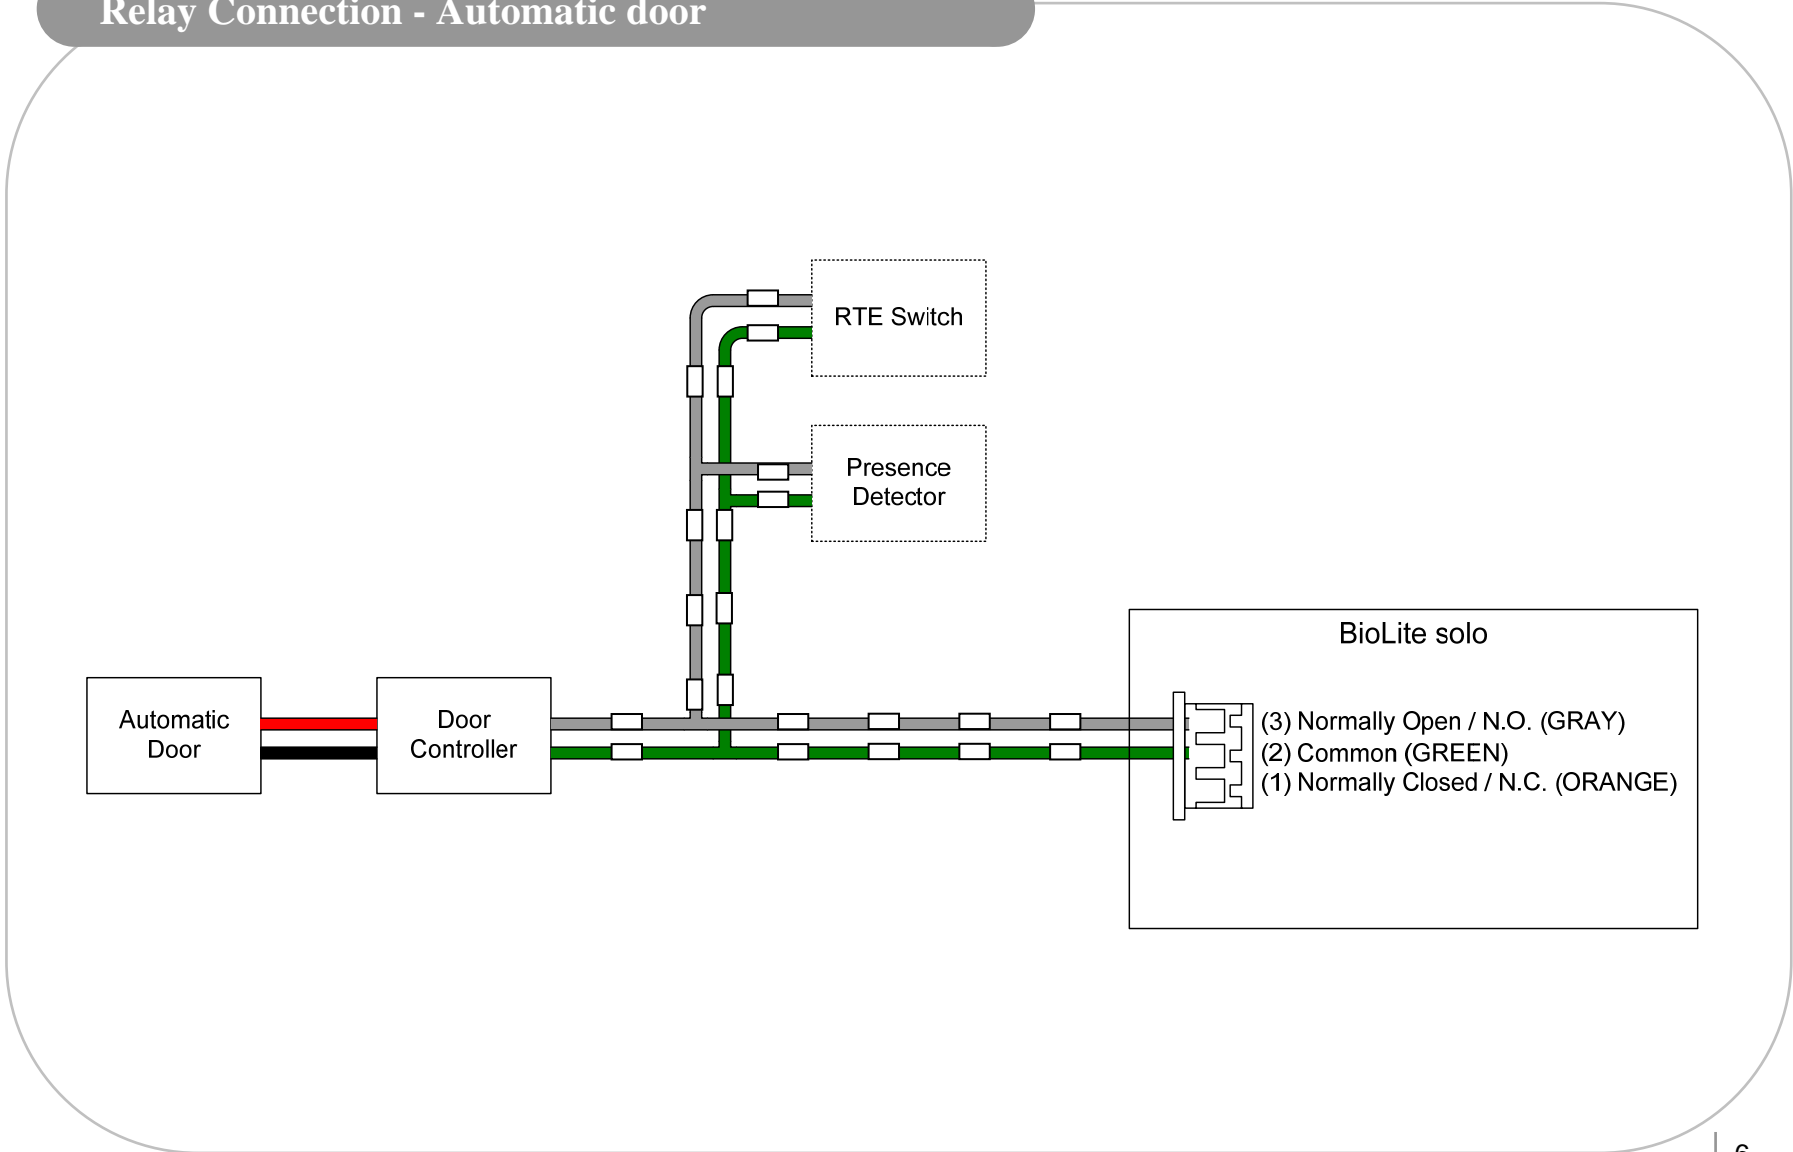 Relay Connection - Automatic door
RTE Switch
Presence
Detector
BioLite solo
Automatic
Door
Door
Controller
(3) Normally Open / N.O. (GRAY)
(2) Common (GREEN)
(1) Normally Closed / N.C. (ORANGE)
6